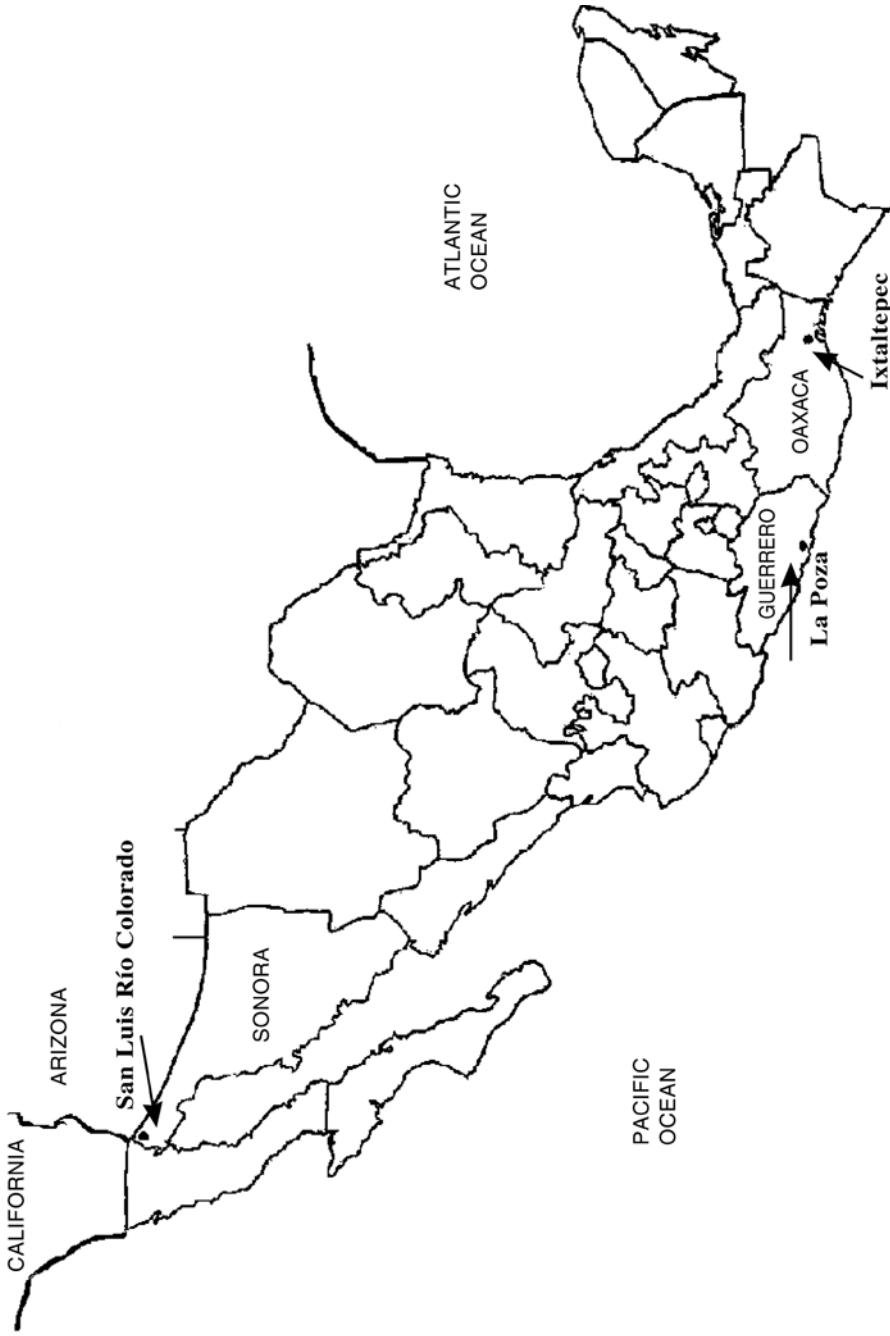 CALIFORNIA
ARIZONA
San Luis Río Colorado
SONORA
ATLANTIC
OCEAN
PACIFIC
OCEAN
GUERRERO
La Poza
OAXACA
Ixtaltepec